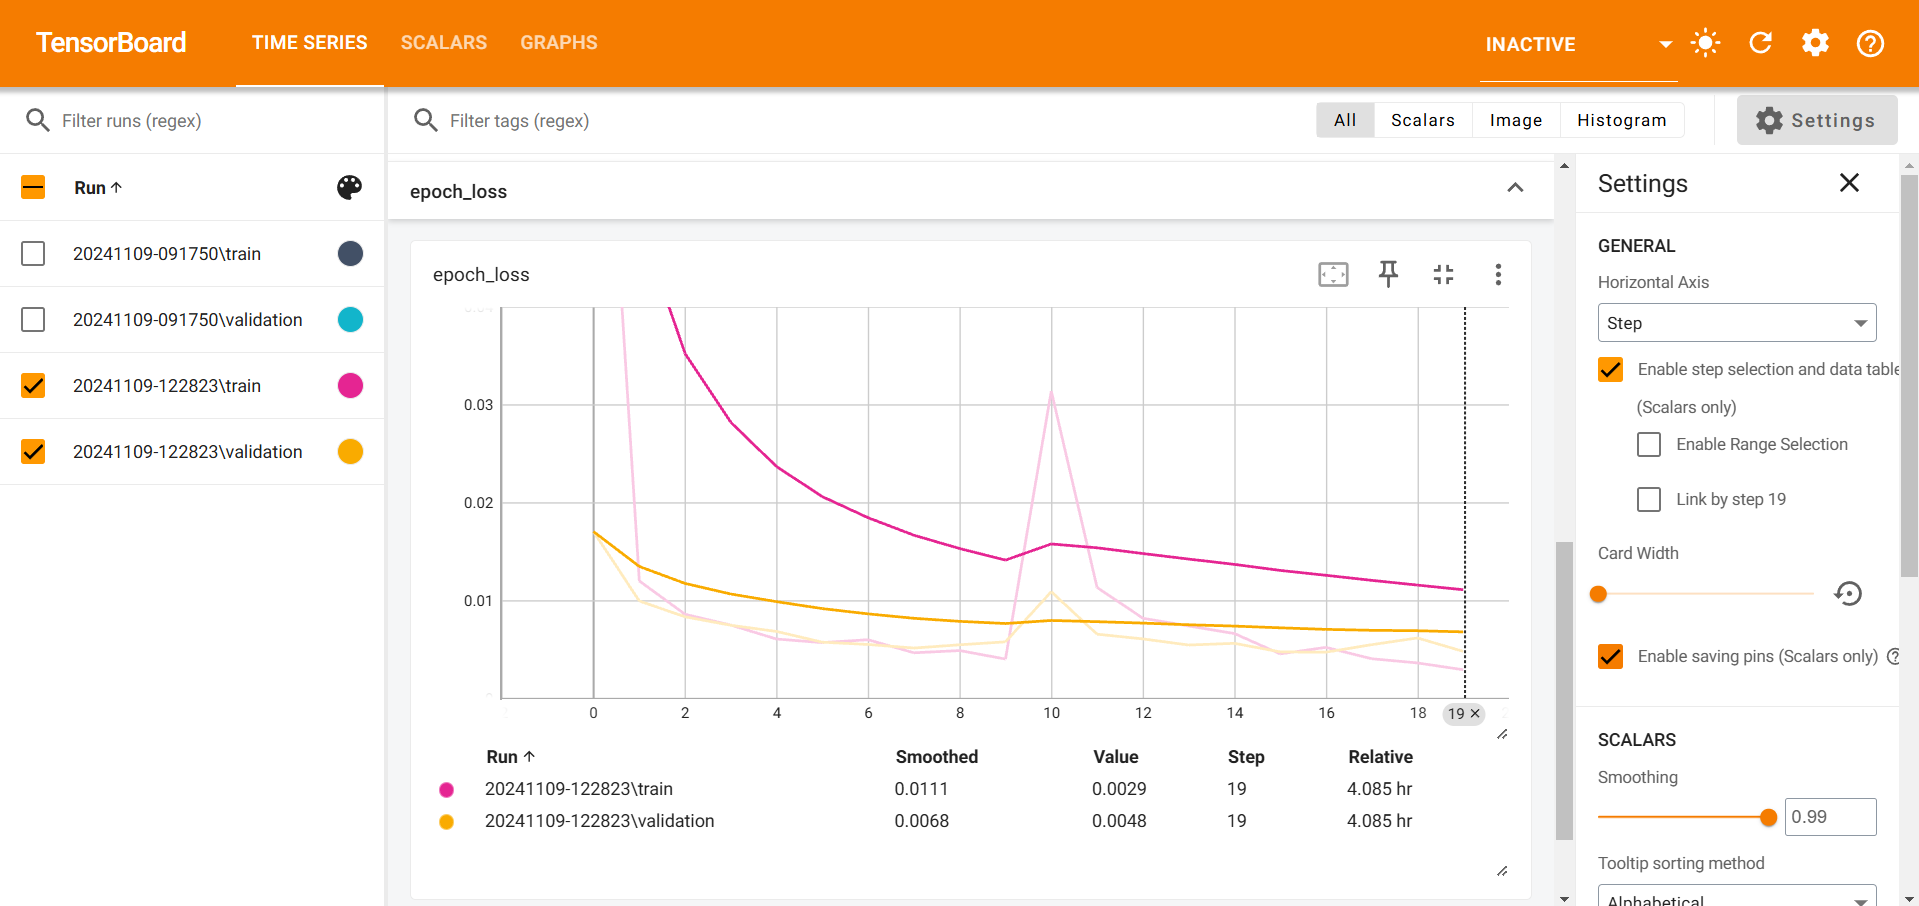 TensorBoard
TIME SERIES
SCALARS
GRAPHS
INACTIVE
Filter runs (regex)
Filter tags (regex)
All
Scalars
Image
Histogram
Settings
Run
20241109-091750\train
20241109-091750\validation
20241109-122823\train
20241109-122823\validation
epoch_loss
epoch_loss
0.03
0.02
0.01
0 2 4 6 8 10 12 14 16 18 19
Run Smoothed Value Step Relative
20241109-122823\train 0.0111 0.0029 19 4.085 hr
20241109-122823\validation 0.0068 0.0048 19 4.085 hr
Settings
GENERAL
Horizontal Axis
Step
Enable step selection and data table
(Scalars only)
Enable Range Selection
Link by step 19
Card Width
Enable saving pins (Scalars only)
SCALARS
Smoothing
0.99
Tooltip sorting method
Alphabetical